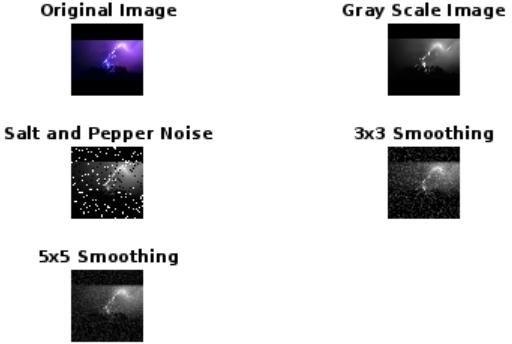 Original Image
Gray Scale Image
Salt and Pepper Noise
3x3 Smoothing
5x5 Smoothing